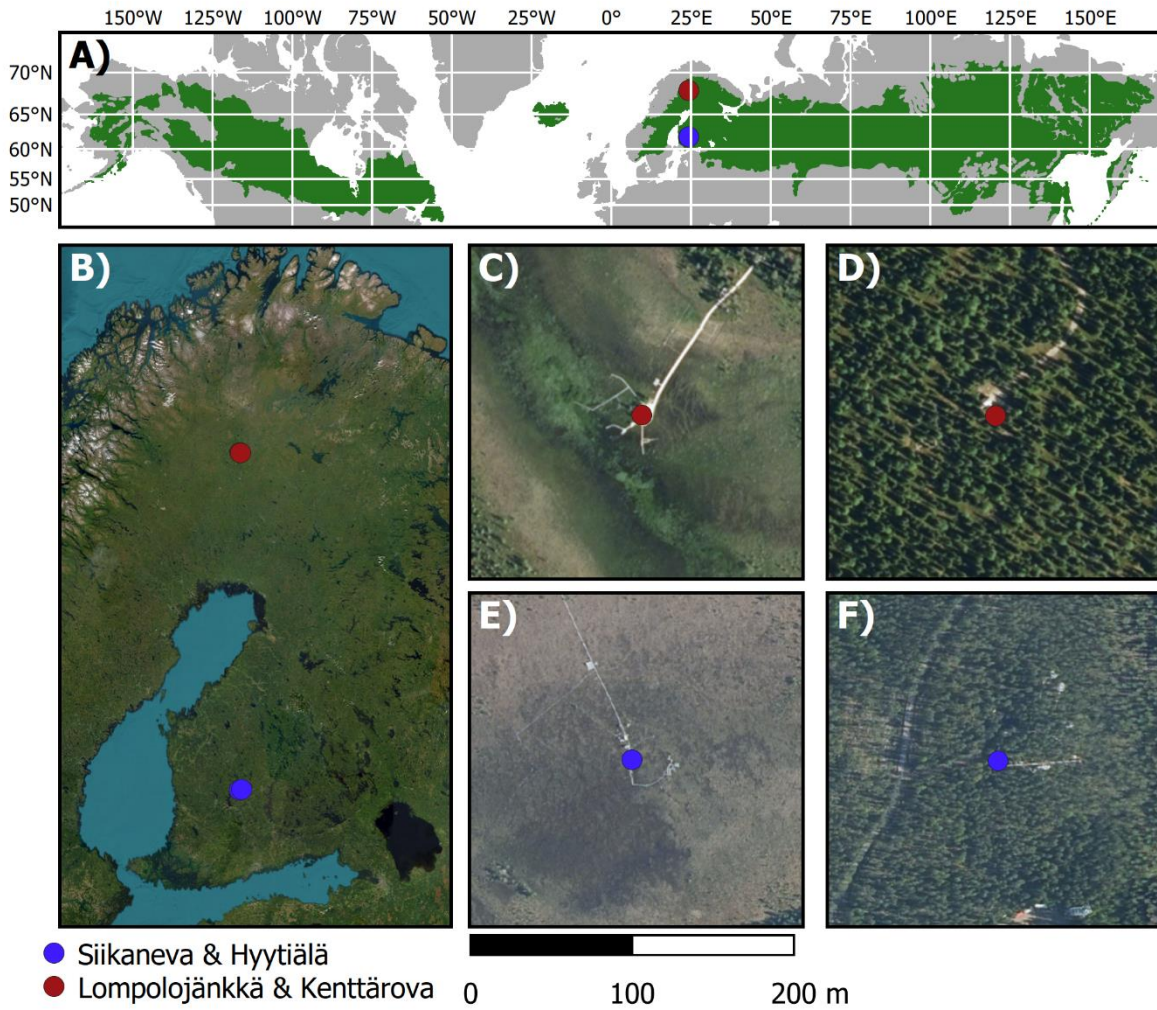 150°W 125°W 100°W 75°W 50°W 25°W 0° 25°E 50°E 75°E 100°E 125°E 150°E
A)
70°N
65°N
60°N
55°N
50°N
B)
C)
D)
E)
F)
Siikaneva & Hyytiälä
Lompolojänkkä & Kenttärova
0 100 200 m